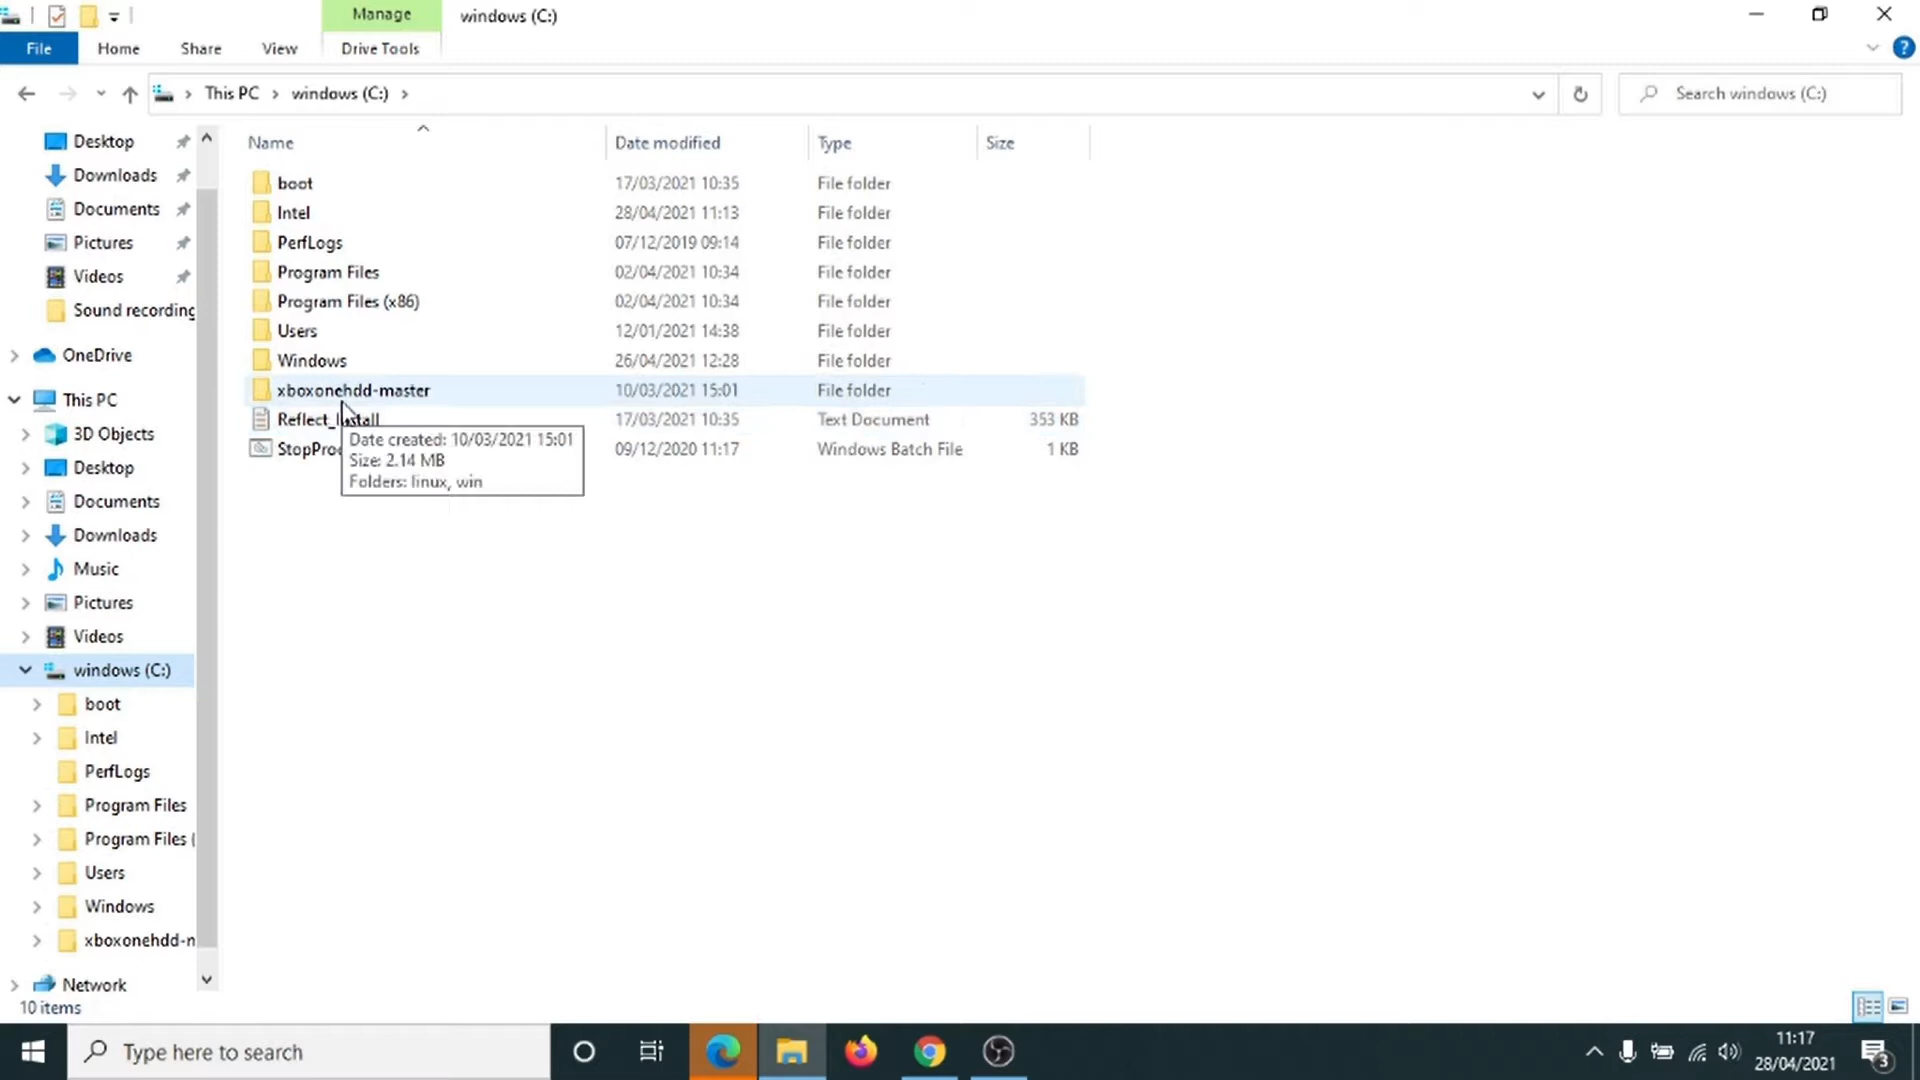 Manage
windows (C:)
File
Home
Share
View
Drive Tools
This PC
windows (C:)
Search windows (C:)
Name
Date modified
Type
Size
boot
17/03/2021 10:35
File folder
Intel
28/04/2021 11:13
File folder
PerfLogs
07/12/2019 09:14
File folder
Program Files
02/04/2021 10:34
File folder
Program Files (x86)
02/04/2021 10:34
File folder
Users
12/01/2021 14:38
File folder
Windows
26/04/2021 12:28
File folder
xboxonehdd-master
10/03/2021 15:01
File folder
Reflect_Install
17/03/2021 10:35
Text Document
353 KB
StopProc
09/12/2020 11:17
Windows Batch File
1 KB
Date created: 10/03/2021 15:01
Size: 2.14 MB
Folders: linux, win
Desktop
Downloads
Documents
Pictures
Videos
Sound recording
OneDrive
This PC
3D Objects
Desktop
Documents
Downloads
Music
Pictures
Videos
windows (C:)
boot
Intel
PerfLogs
Program Files
Program Files (
Users
Windows
xboxonehdd-n
Network
10 items
Type here to search
11:17
28/04/2021
3